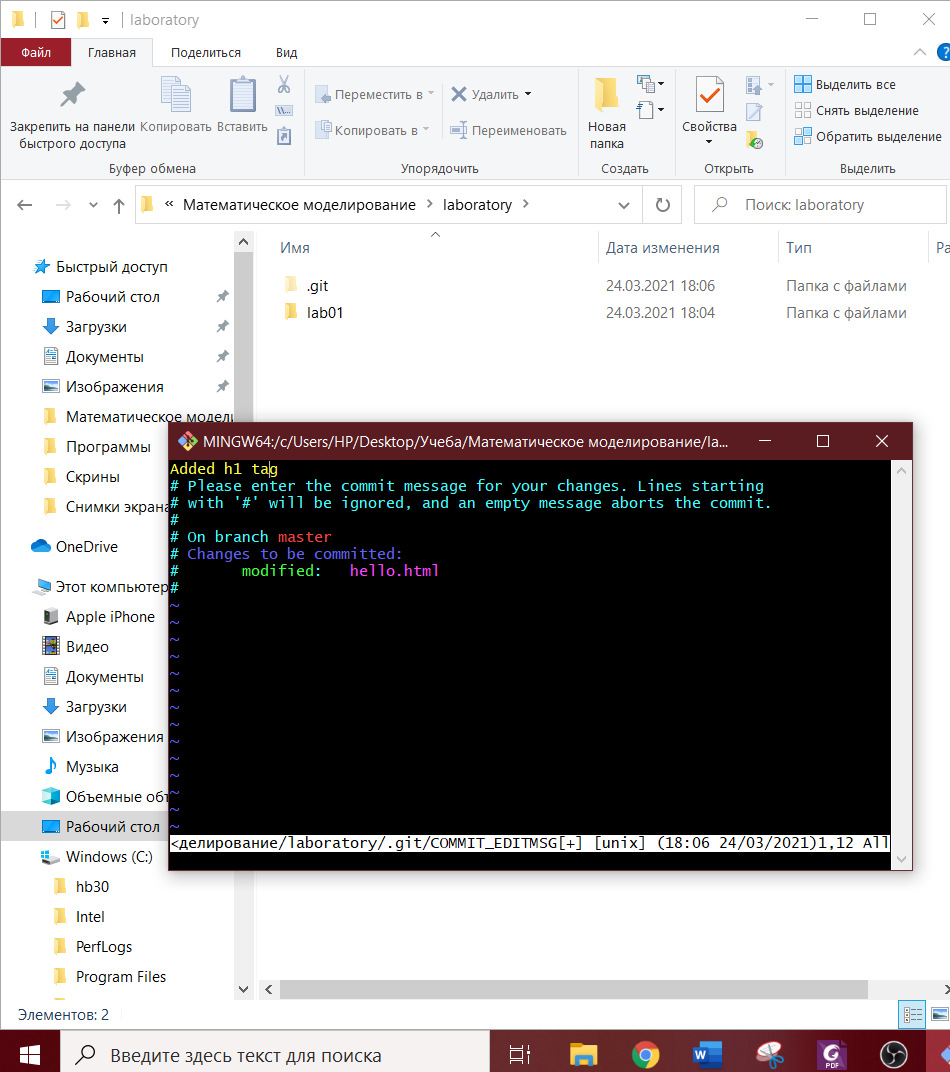 laboratory
Файл Главная Поделиться Вид
Закрепить на панели быстрого доступа
Копировать
Вставить
Буфер обмена
Переместить в
Копировать в
Удалить
Переименовать
Упорядочить
Новая папка
Создать
Свойства
Открыть
Выделить все
Снять выделение
Обратить выделение
Выделить
« Математическое моделирование > laboratory >
Поиск: laboratory
Имя Дата изменения Тип Ра
.git 24.03.2021 18:06 Папка с файлами
lab01 24.03.2021 18:04 Папка с файлами
Быстрый доступ
Рабочий стол
Загрузки
Документы
Изображения
Математическое модели
Программы
Скрины
Снимки экрана
OneDrive
Этот компьютер
Apple iPhone
Видео
Документы
Загрузки
Изображения
Музыка
Объемные объ
Рабочий стол
Windows (C:)
hb30
Intel
PerfLogs
Program Files
MINGW64:/c/Users/HP/Desktop/Учеба/Математическое моделирование/la...
Added h1 tag
# Please enter the commit message for your changes. Lines starting
# with '#' will be ignored, and an empty message aborts the commit.
#
# On branch master
# Changes to be committed:
#       modified:   hello.html
#
~
~
~
~
~
~
~
~
~
~
~
~
~
~
<делирование/laboratory/.git/COMMIT_EDITMSG[+] [unix] (18:06 24/03/2021)1,12 All
Элементов: 2
Введите здесь текст для поиска
PDF